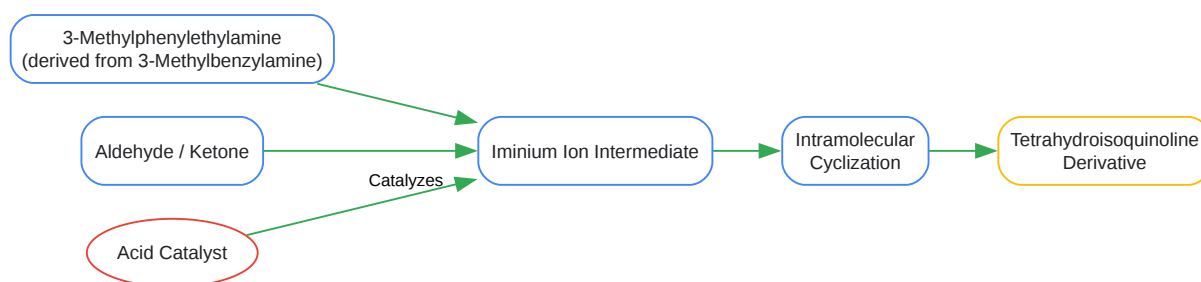 3-Methylphenylethylamine
(derived from 3-Methylbenzylamine)
Aldehyde / Ketone
Catalyzes
Acid Catalyst
Iminium Ion Intermediate
Intramolecular
Cyclization
Tetrahydroisoquinoline
Derivative